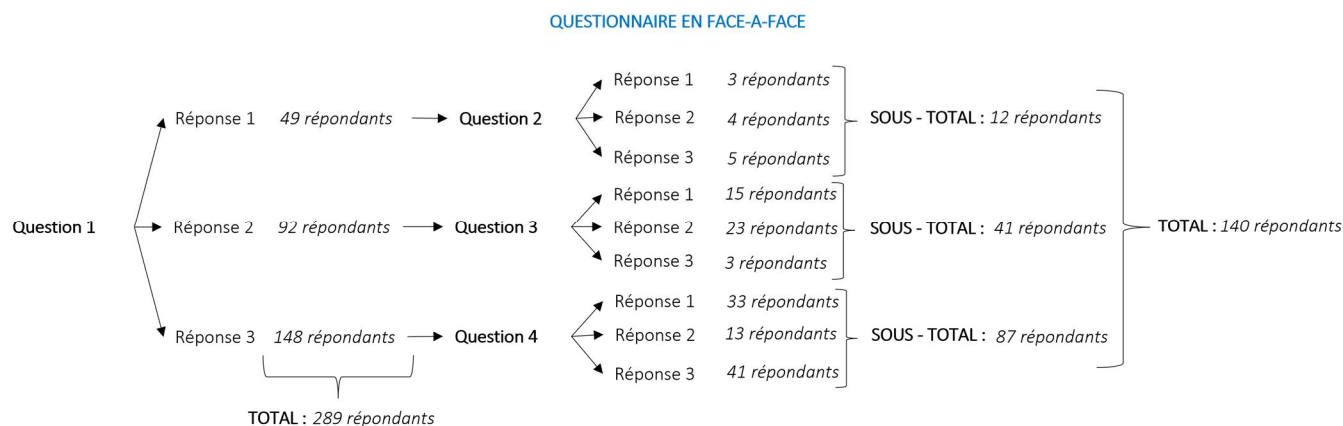 QUESTIONNAIRE EN FACE-A-FACE
Réponse 1 3 répondants
Réponse 1 49 répondants Question 2 Réponse 2 4 répondants SOUS - TOTAL : 12 répondants
Réponse 3 5 répondants
Réponse 1 15 répondants
Question 1 Réponse 2 92 répondants Question 3 Réponse 2 23 répondants SOUS - TOTAL : 41 répondants TOTAL : 140 répondants
Réponse 3 3 répondants
Réponse 1 33 répondants
Réponse 3 148 répondants Question 4 Réponse 2 13 répondants SOUS - TOTAL : 87 répondants
Réponse 3 41 répondants
TOTAL : 289 répondants